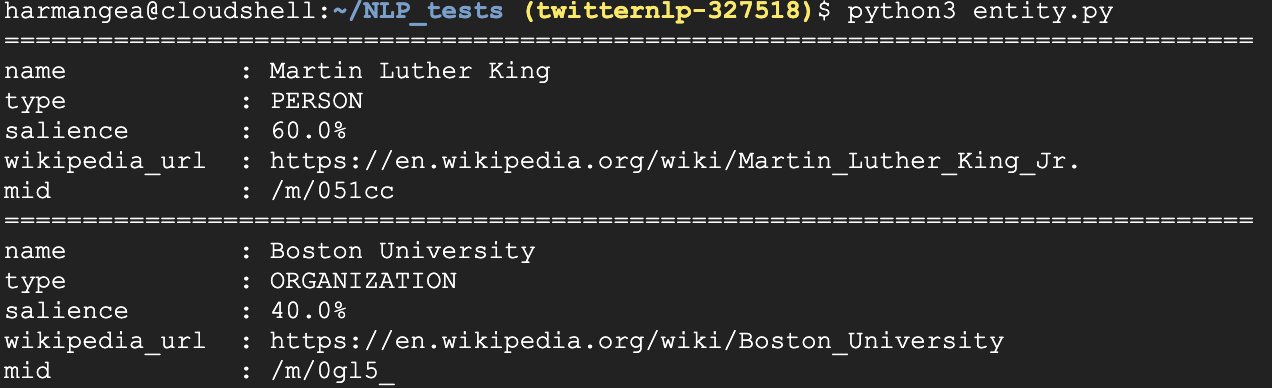 harmangea@cloudshell:~/NLP_tests (twitternlp-327518)$ python3 entity.py
================================================================================
name           : Martin Luther King
type           : PERSON
salience       : 60.0%
wikipedia_url  : https://en.wikipedia.org/wiki/Martin_Luther_King_Jr.
mid            : /m/051cc
================================================================================
name           : Boston University
type           : ORGANIZATION
salience       : 40.0%
wikipedia_url  : https://en.wikipedia.org/wiki/Boston_University
mid            : /m/0gl5_